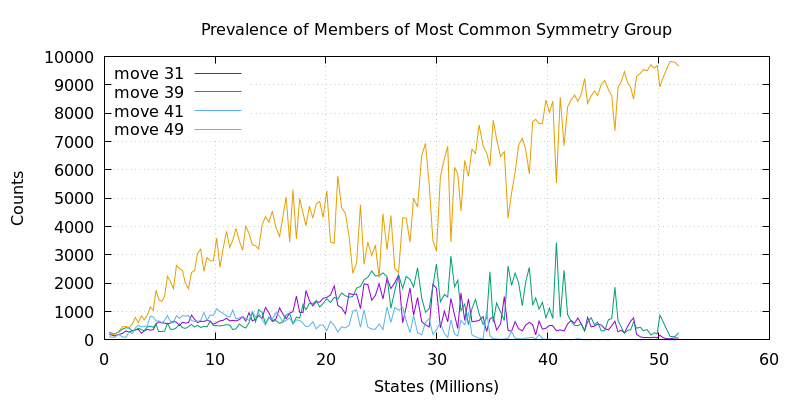 Prevalence of Members of Most Common Symmetry Group
10000
9000
8000
7000
6000
5000
4000
3000
2000
1000
0
Counts
move 31
move 39
move 41
move 49
0 10 20 30 40 50 60
States (Millions)